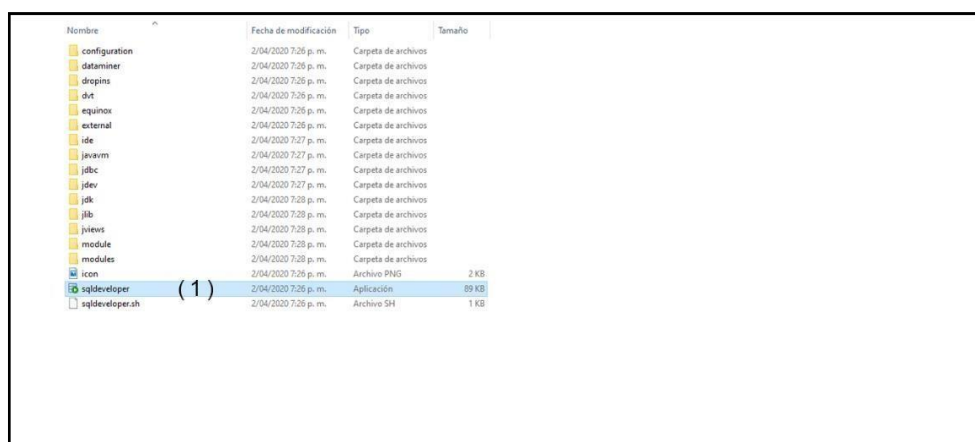 Nombre Fecha de modificación Tipo Tamaño
configuration 2/04/2020 7:26 p. m. Carpeta de archivos
dataminer 2/04/2020 7:26 p. m. Carpeta de archivos
dropins 2/04/2020 7:26 p. m. Carpeta de archivos
dvt 2/04/2020 7:26 p. m. Carpeta de archivos
equinox 2/04/2020 7:26 p. m. Carpeta de archivos
external 2/04/2020 7:26 p. m. Carpeta de archivos
ide 2/04/2020 7:27 p. m. Carpeta de archivos
javavm 2/04/2020 7:27 p. m. Carpeta de archivos
jdbc 2/04/2020 7:27 p. m. Carpeta de archivos
jdev 2/04/2020 7:27 p. m. Carpeta de archivos
jdk 2/04/2020 7:28 p. m. Carpeta de archivos
jlib 2/04/2020 7:28 p. m. Carpeta de archivos
jviews 2/04/2020 7:28 p. m. Carpeta de archivos
module 2/04/2020 7:28 p. m. Carpeta de archivos
modules 2/04/2020 7:28 p. m. Carpeta de archivos
icon 2/04/2020 7:26 p. m. Archivo PNG 2 KB
sqldeveloper (1) 2/04/2020 7:26 p. m. Aplicación 89 KB
sqldeveloper.sh 2/04/2020 7:26 p. m. Archivo SH 1 KB